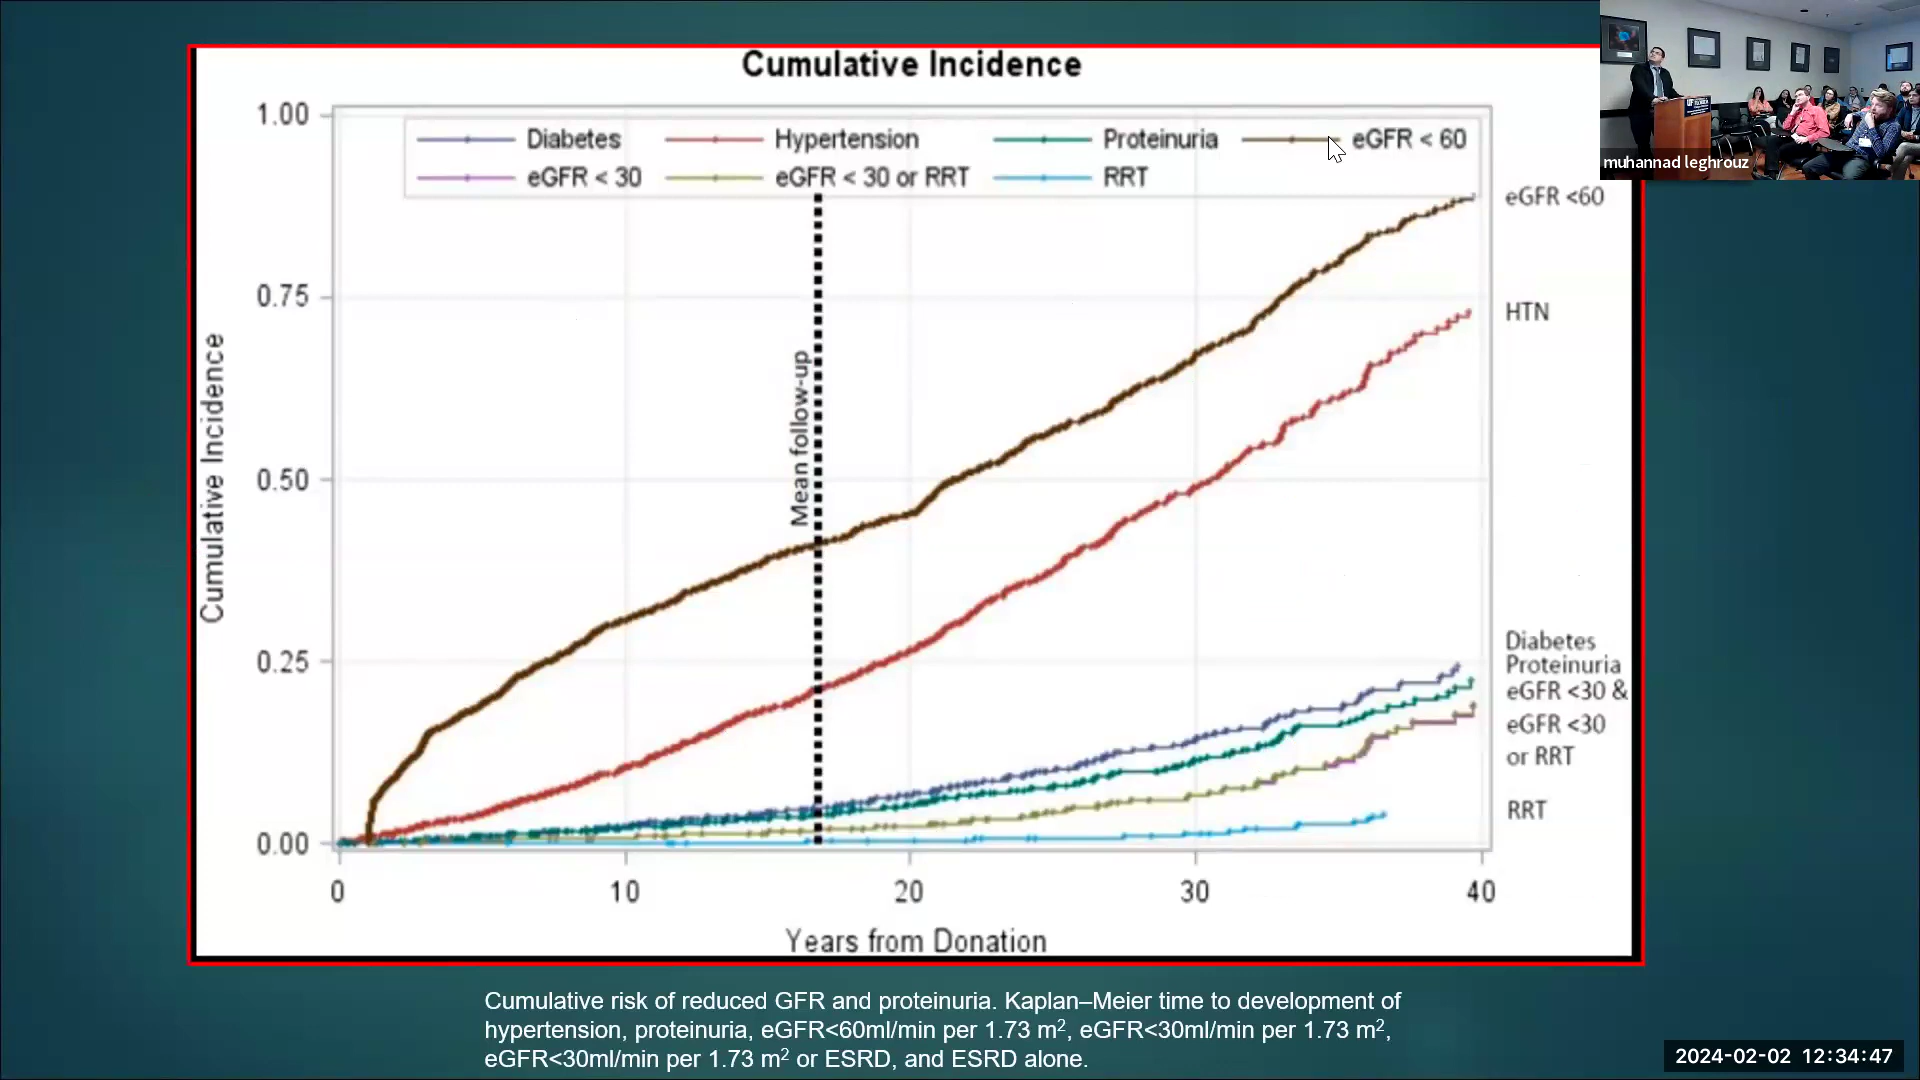 Cumulative Incidence
1.00
0.75
0.50
0.25
0.00
Cumulative Incidence
Diabetes Hypertension Proteinuria eGFR < 60
eGFR < 30 eGFR < 30 or RRT RRT
Mean follow-up
eGFR <60
HTN
Diabetes
Proteinuria
eGFR <30 &
eGFR <30
or RRT
RRT
0 10 20 30 40
Years from Donation
muhannad leghrouz
Cumulative risk of reduced GFR and proteinuria. Kaplan–Meier time to development of
hypertension, proteinuria, eGFR<60ml/min per 1.73 m², eGFR<30ml/min per 1.73 m²,
eGFR<30ml/min per 1.73 m² or ESRD, and ESRD alone.
2024-02-02 12:34:47